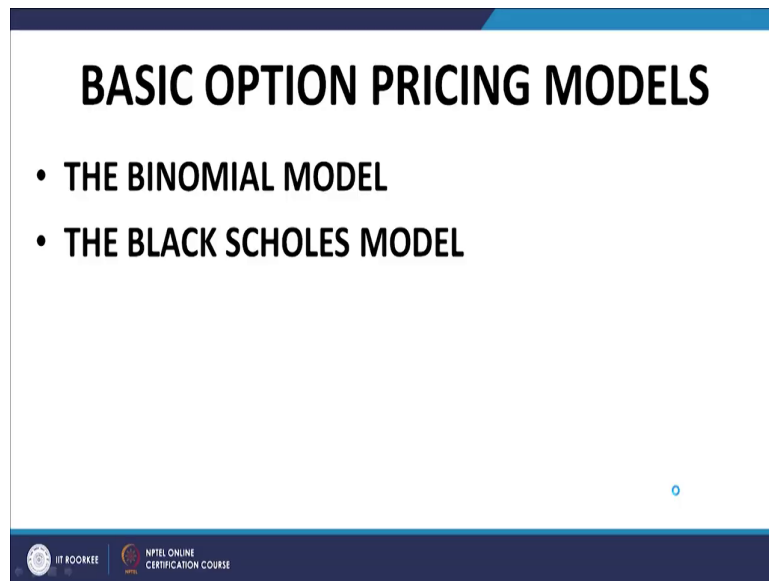 BASIC OPTION PRICING MODELS
• THE BINOMIAL MODEL
• THE BLACK SCHOLES MODEL
IIT ROORKEE
NPTEL ONLINE
CERTIFICATION COURSE